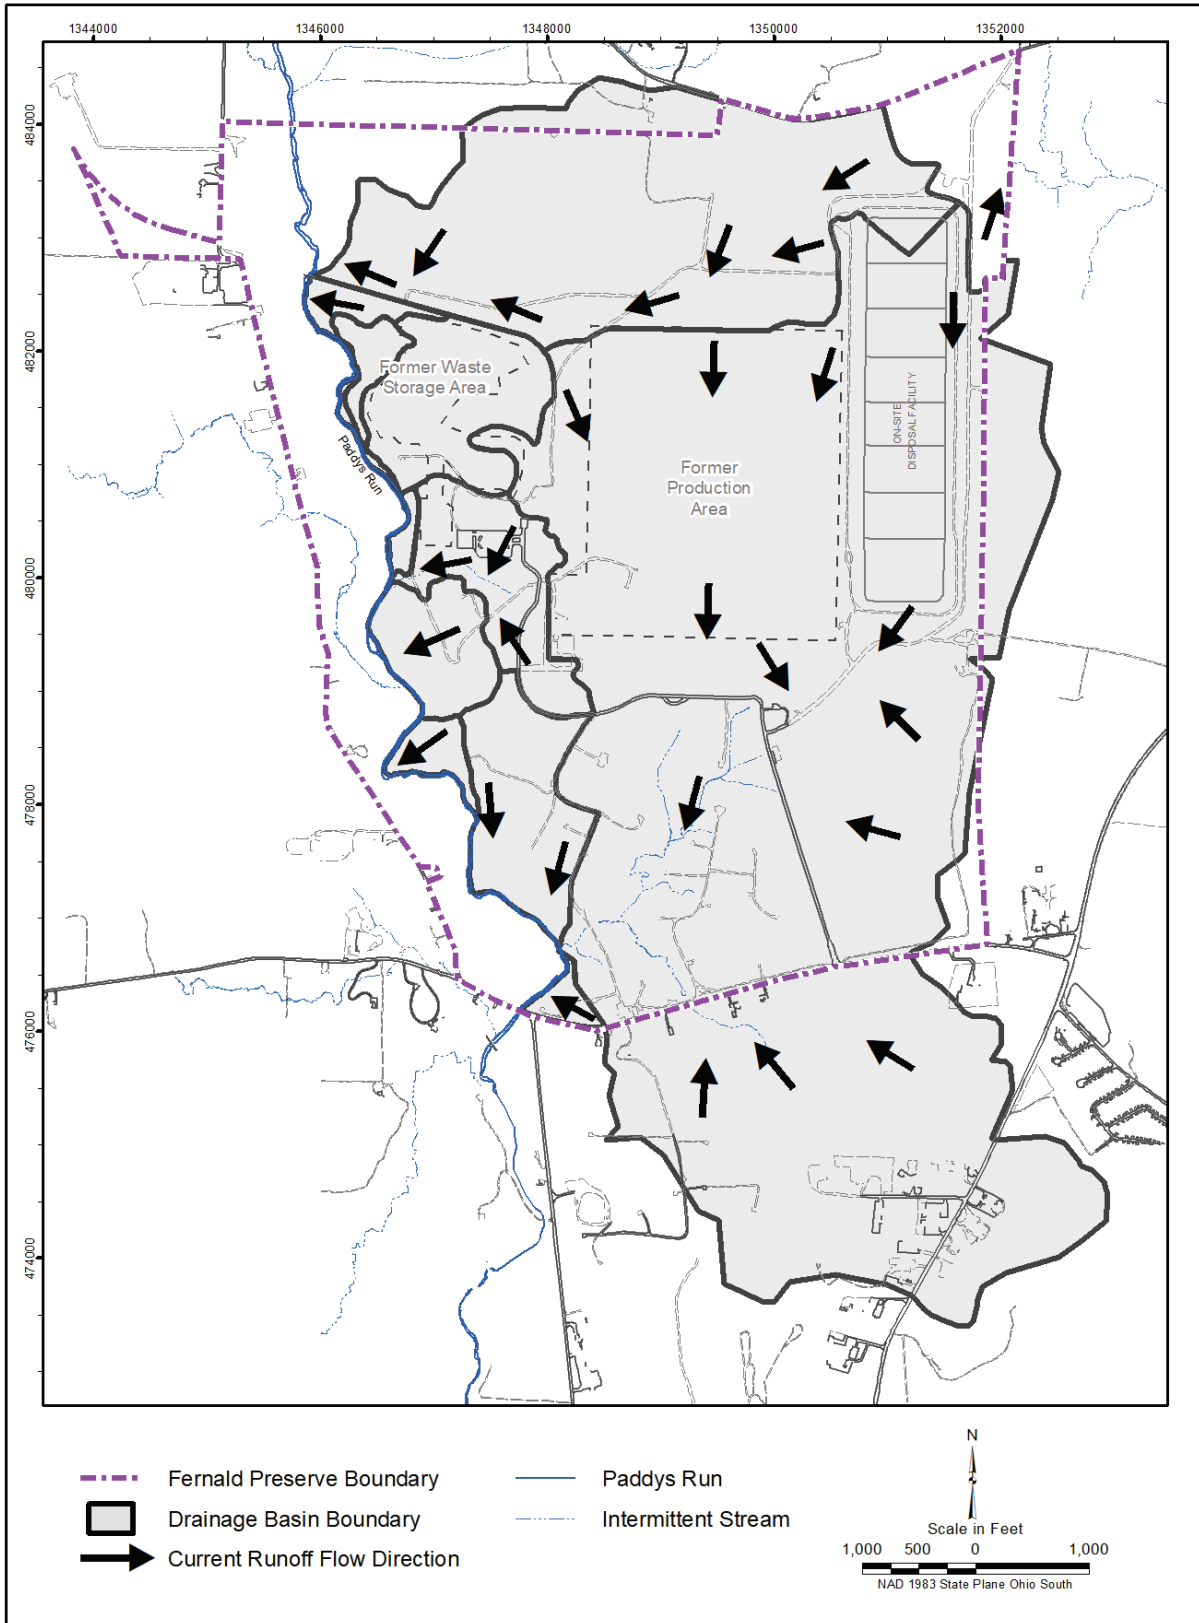 1344000 1346000 1348000 1350000 1352000
484000
482000
480000
478000
476000
474000
Former Waste
Storage Area
Paddys Run
Former
Production
Area
ON-SITE
DISPOSAL FACILITY
Fernald Preserve Boundary
Drainage Basin Boundary
Current Runoff Flow Direction
Paddys Run
Intermittent Stream
N
Scale in Feet
1,000 500 0 1,000
NAD 1983 State Plane Ohio South